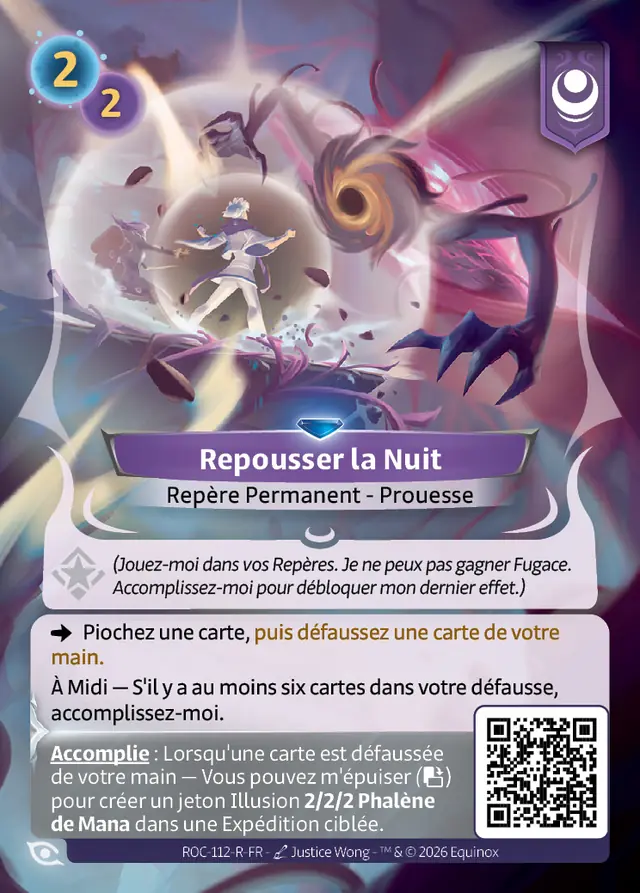 2
2
Repousser la Nuit
Repère Permanent - Prouesse
(Jouez-moi dans vos Repères. Je ne peux pas gagner Fugace.
Accomplissez-moi pour débloquer mon dernier effet.)
Piochez une carte, puis défaussez une carte de votre
main.
À Midi — S'il y a au moins six cartes dans votre défausse,
accomplissez-moi.
Accomplie : Lorsqu'une carte est défaussée
de votre main — Vous pouvez m'épuiser ()
pour créer un jeton Illusion 2/2/2 Phalène
de Mana dans une Expédition ciblée.
ROC-112-R-FR - Justice Wong - ™ & © 2026 Equinox